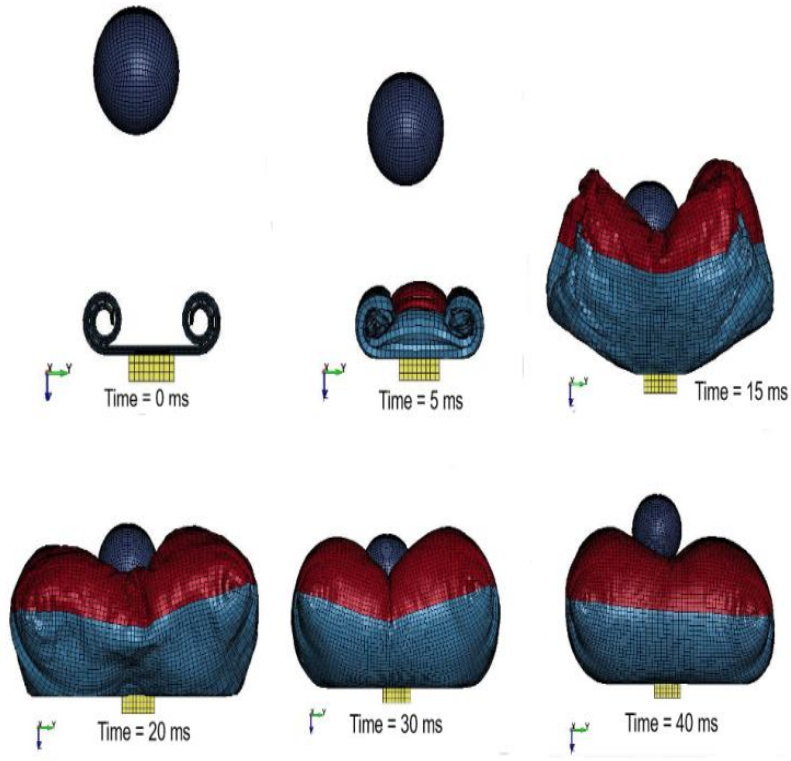 Time = 0 ms
Time = 5 ms
Time = 15 ms
Time = 20 ms
Time = 30 ms
Time = 40 ms